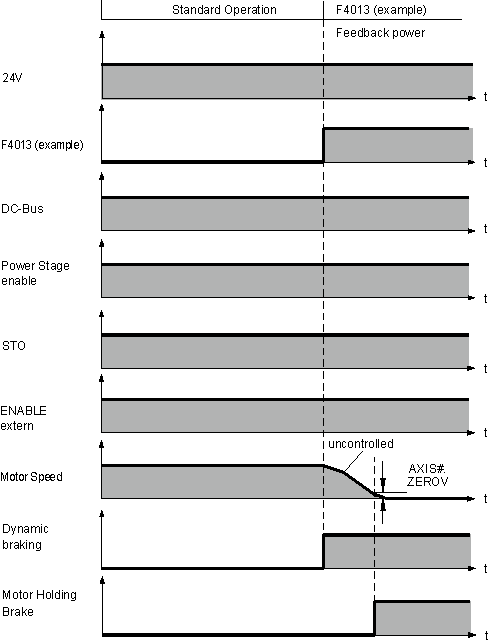 Standard Operation
F4013 (example)
Feedback power
24V
t
F4013 (example)
t
DC-Bus
t
Power Stage
enable
t
STO
t
ENABLE
extern
t
uncontrolled
Motor Speed
AXIS#.
ZEROV
t
Dynamic
braking
t
Motor Holding
Brake
t